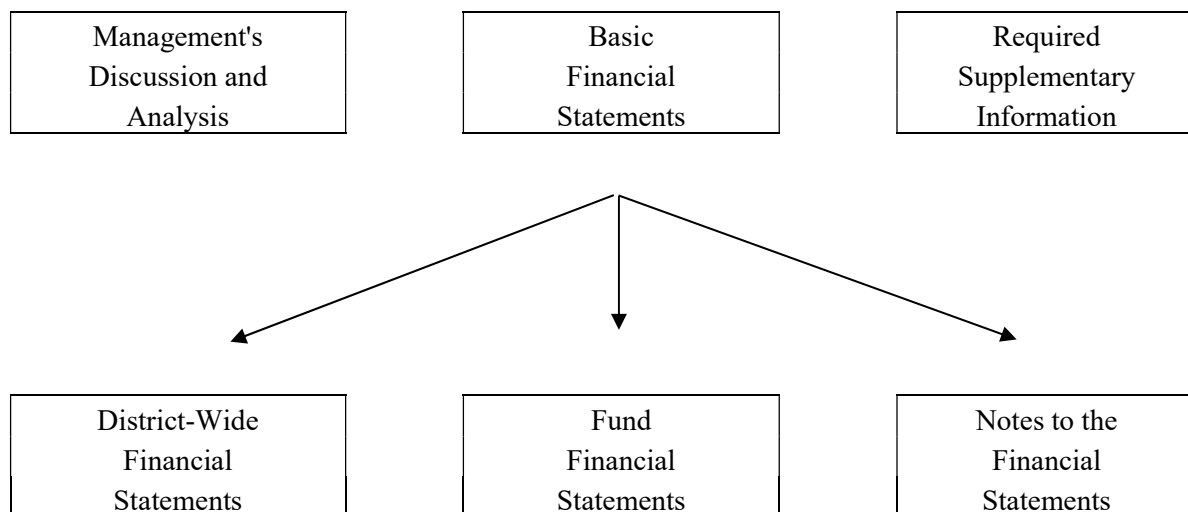 Management's
Discussion and
Analysis
Basic
Financial
Statements
Required
Supplementary
Information
District-Wide
Financial
Statements
Fund
Financial
Statements
Notes to the
Financial
Statements